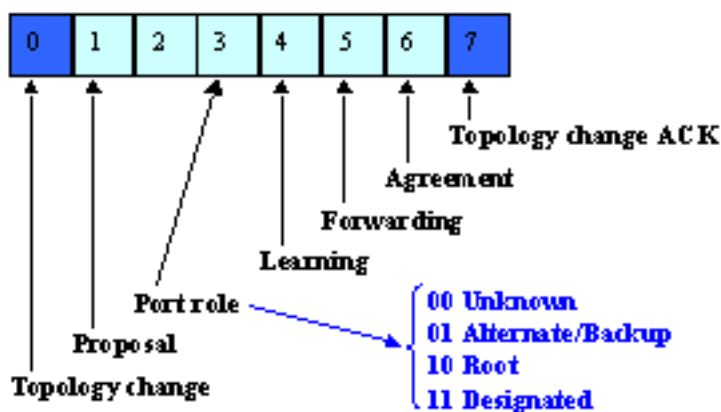 0 1 2 3 4 5 6 7
Topology change ACK
Agreement
Forwarding
Learning
Port role
00 Unknown
01 Alternate/Backup
10 Root
11 Designated
Proposal
Topology change